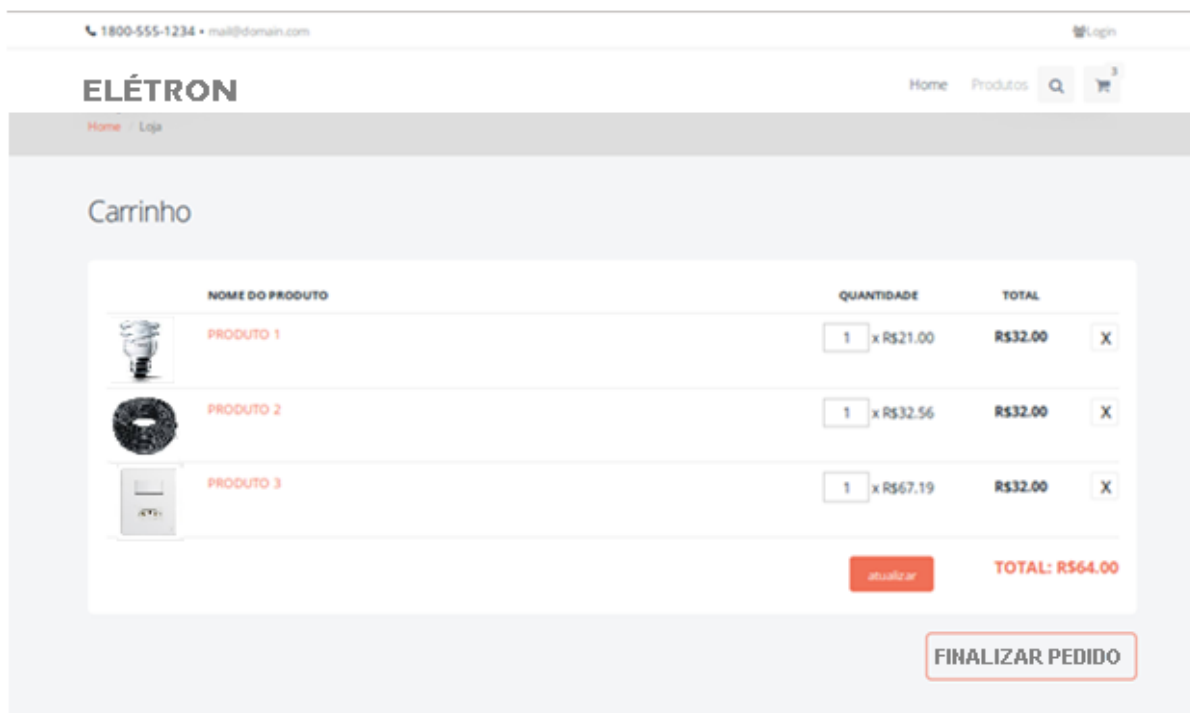 1800-555-1234 • mail@domain.com Login
ELÉTRON Home Produtos 3
Home / Loja
Carrinho
NOME DO PRODUTO QUANTIDADE TOTAL
PRODUTO 1 1 x R$21.00 R$32.00 X
PRODUTO 2 1 x R$32.56 R$32.00 X
PRODUTO 3 1 x R$67.19 R$32.00 X
atualizar TOTAL: R$64.00
FINALIZAR PEDIDO